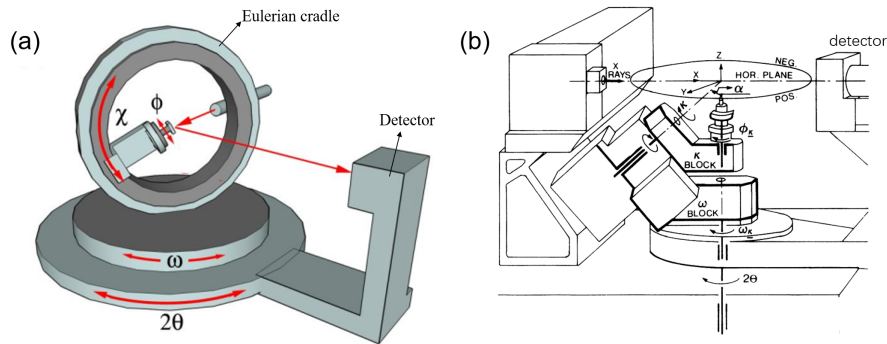 (a)
Eulerian cradle
χ
ϕ
Detector
ω
2θ
(b)
X
RAYS
Z
X
Y
NEG.
HOR. PLANE
POS
α
κ
detector
ϕκ
κ
BLOCK
ω
BLOCK
ωκ
2θ